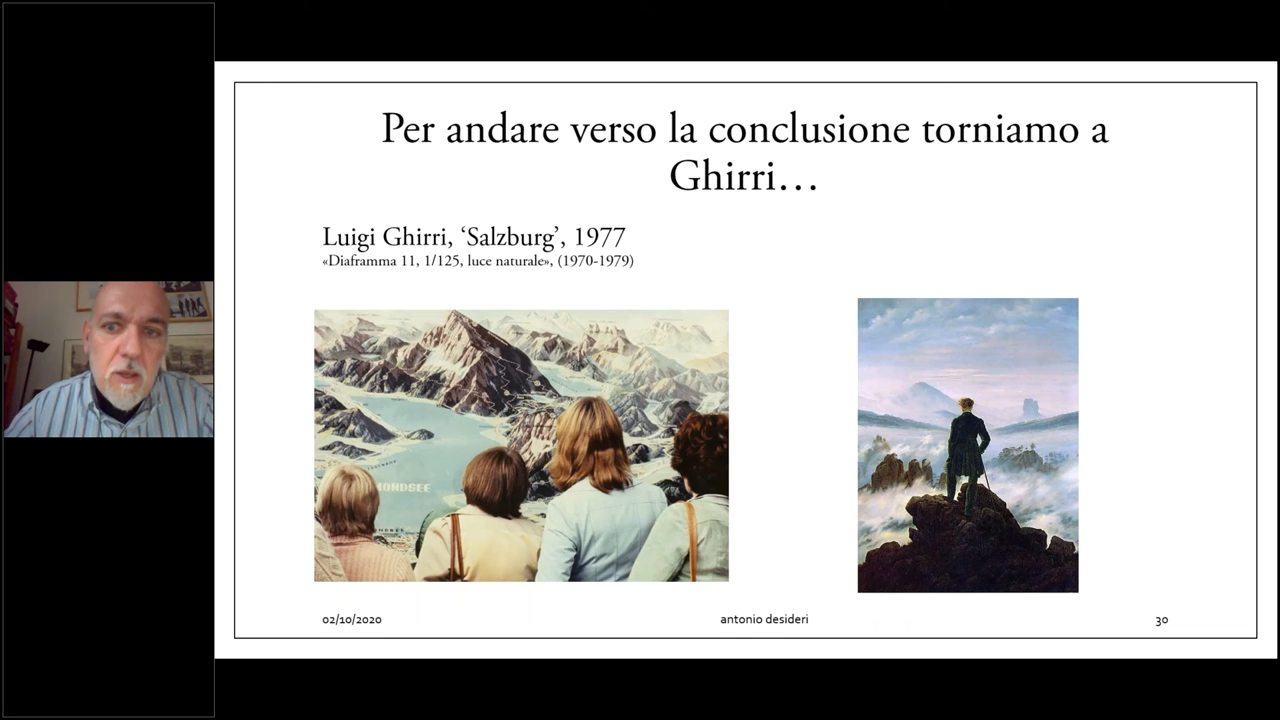 Per andare verso la conclusione torniamo a
Ghirri…
Luigi Ghirri, ‘Salzburg’, 1977
«Diaframma 11, 1/125, luce naturale», (1970-1979)
MONDSEE
02/10/2020
antonio desideri
30